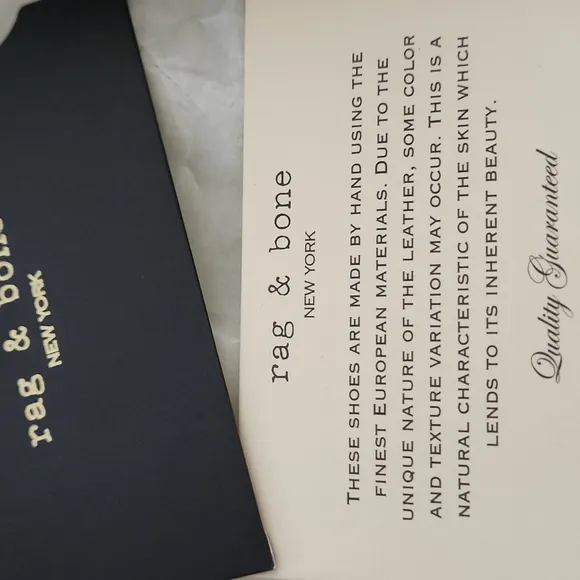 rag & bone
NEW YORK
rag & bone
NEW YORK
THESE SHOES ARE MADE BY HAND USING THE
FINEST EUROPEAN MATERIALS. DUE TO THE
UNIQUE NATURE OF THE LEATHER, SOME COLOR
AND TEXTURE VARIATION MAY OCCUR. THIS IS A
NATURAL CHARACTERISTIC OF THE SKIN WHICH
LENDS TO ITS INHERENT BEAUTY.
Quality Guaranteed